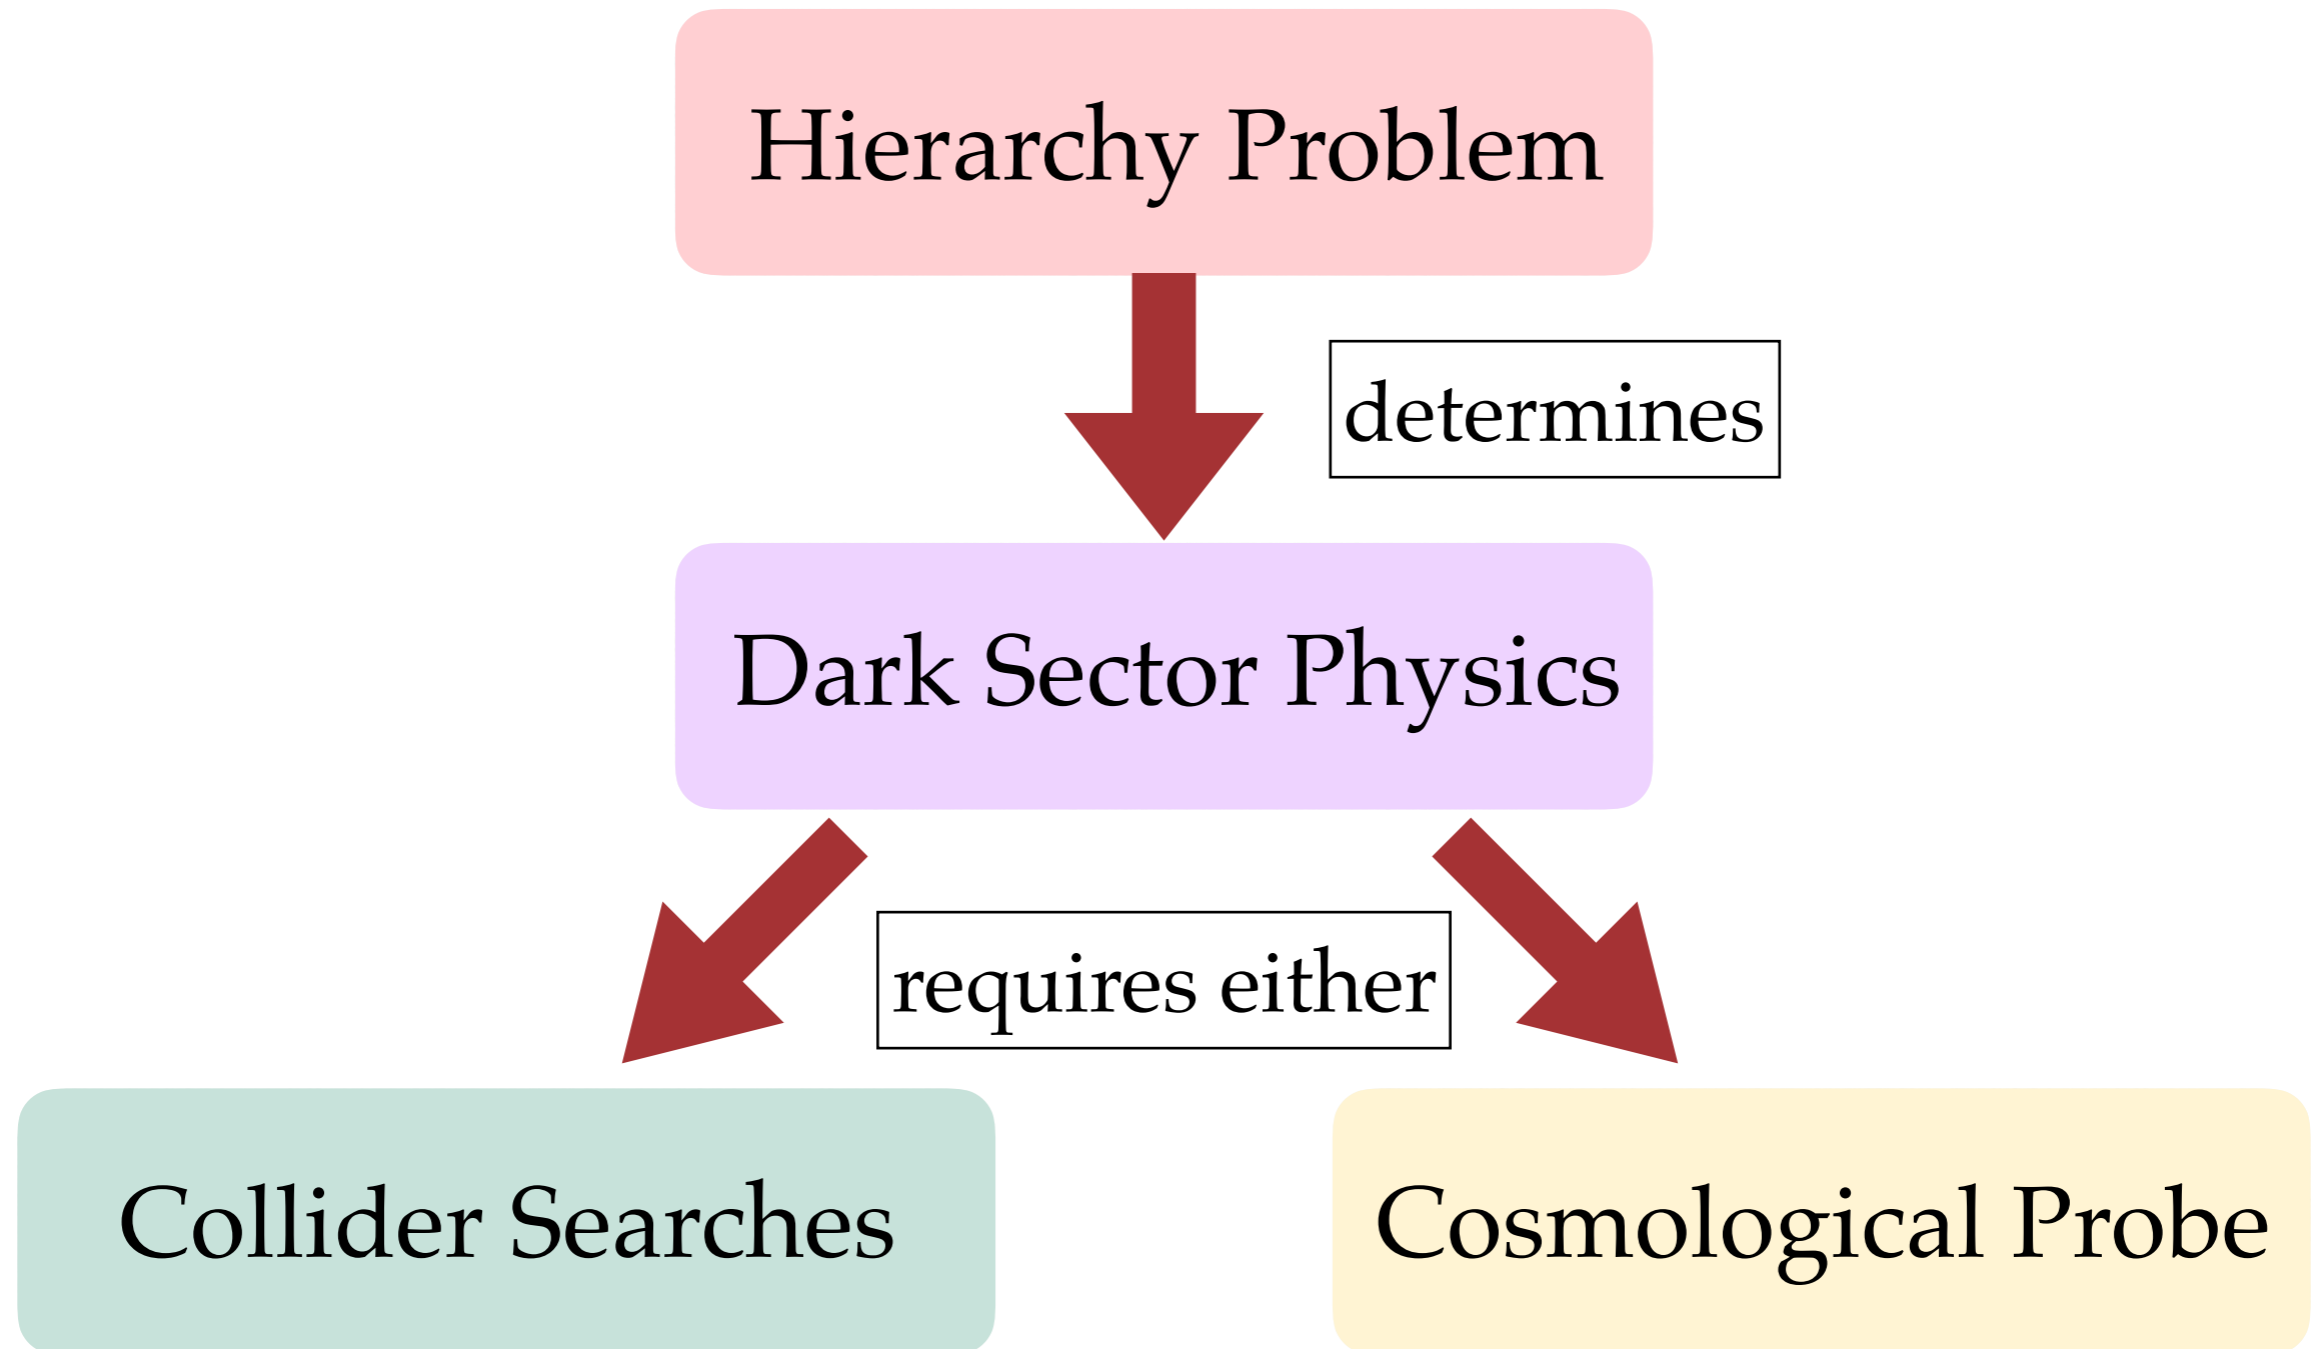 Hierarchy Problem
determines
Dark Sector Physics
requires either
Collider Searches
Cosmological Probe